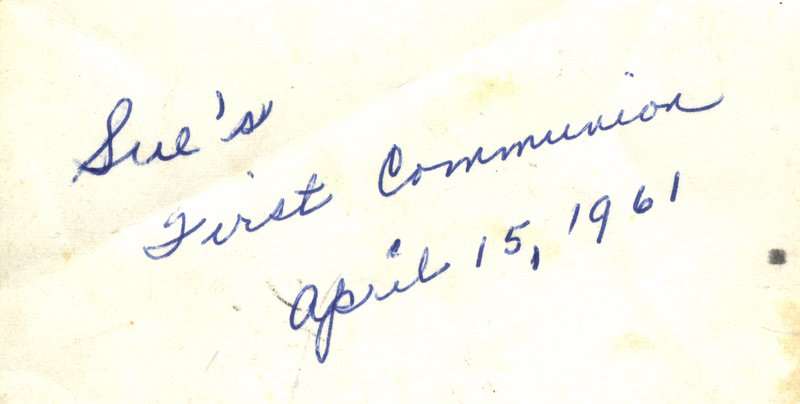 Sue's
First Communion
April 15, 1961